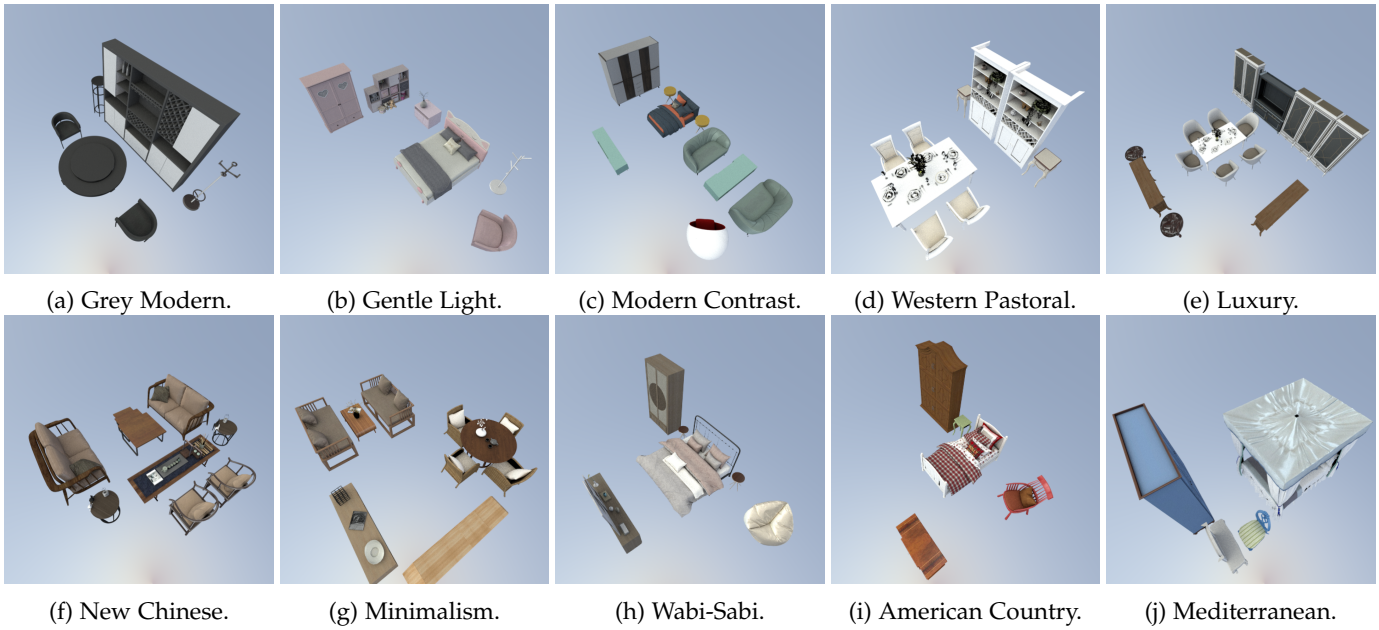 (a) Grey Modern.
(b) Gentle Light.
(c) Modern Contrast.
(d) Western Pastoral.
(e) Luxury.
(f) New Chinese.
(g) Minimalism.
(h) Wabi-Sabi.
(i) American Country.
(j) Mediterranean.